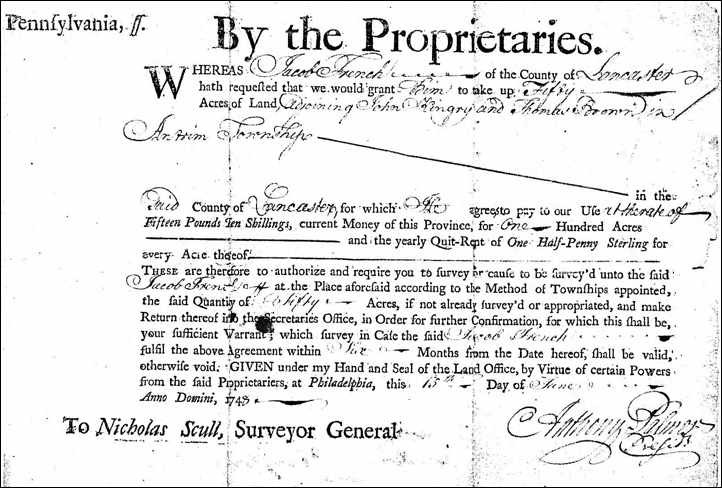 Pennsylvania, ſſ.
By the Proprietaries.
WHEREAS Jacob French of the County of Lancaster
hath requested that we would grant Him to take up Fifty
Acres of Land Adjoining John and Thomas Brown in
Antrim Township
in the
said County of Lancaster, for which He agrees to pay to our Use at the rate of
Fifteen Pounds Ten Shillings, current Money of this Province, for One Hundred Acres
and the yearly Quit-Rent of One Half-Penny Sterling for
every Acre thereof.
THESE are therefore to authorize and require you to survey or cause to be survey'd unto the said
Jacob French at the Place aforesaid according to the Method of Townships appointed,
the said Quantity of Fifty Acres, if not already survey'd or appropriated, and make
Return thereof into the Secretaries Office, in Order for further Confirmation, for which this shall be,
your sufficient Warrant; which survey in Case the said Jacob French
fulfil the above Agreement within Six Months from the Date hereof, shall be valid,
otherwise void. GIVEN under my Hand and Seal of the Land Office, by Virtue of certain Powers
from the said Proprietaries, at Philadelphia, this 15th Day of June
Anno Domini, 1748
To Nicholas Scull, Surveyor General
Anthony Palmer
Presidt